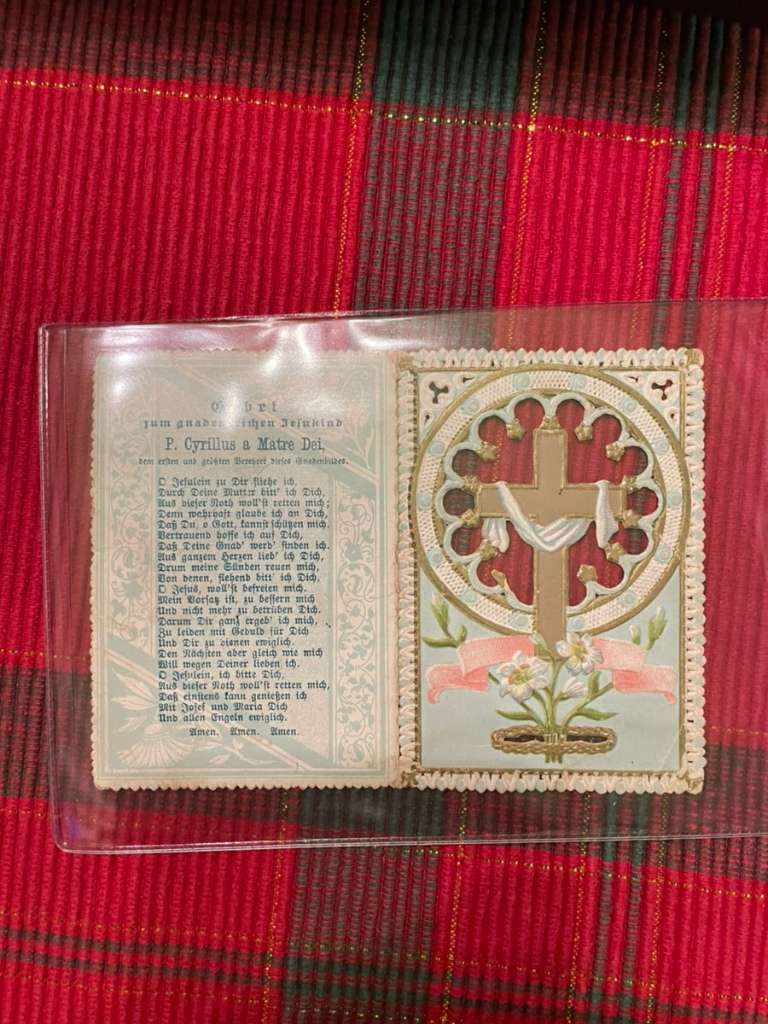 Gebet
zum gnadenreichen Jesukind
P. Cyrillus a Matre Dei,
dem ersten und größten Verehrer dieses Gnadenbildes.
O Jesulein zu Dir fliehe ich,
Durch Deine Mutter bitt' ich Dich,
Aus dieser Noth woll'st retten mich;
Denn wahrhaft glaube ich an Dich,
Daß Du, o Gott, kannst schützen mich.
Vertrauend hoffe ich auf Dich,
Daß Deine Gnad' werd' finden ich.
Aus ganzem Herzen lieb' ich Dich,
Drum meine Sünden reuen mich,
Von denen, flehend bitt' ich Dich,
O Jesus, woll'st befreien mich.
Mein Vorsatz ist, zu bessern mich
Und nicht mehr zu betrüben Dich.
Darum Dir ganz ergeb' ich mich,
Zu leiden mit Geduld für Dich
Und Dir zu dienen ewiglich.
Den Nächsten aber gleich wie mich
Will wegen Deiner lieben ich.
O Jesulein, ich bitte Dich,
Aus dieser Noth woll'st retten mich,
Daß einstens kann genießen ich
Mit Josef und Maria Dich
Und allen Engeln ewiglich.
Amen. Amen. Amen.